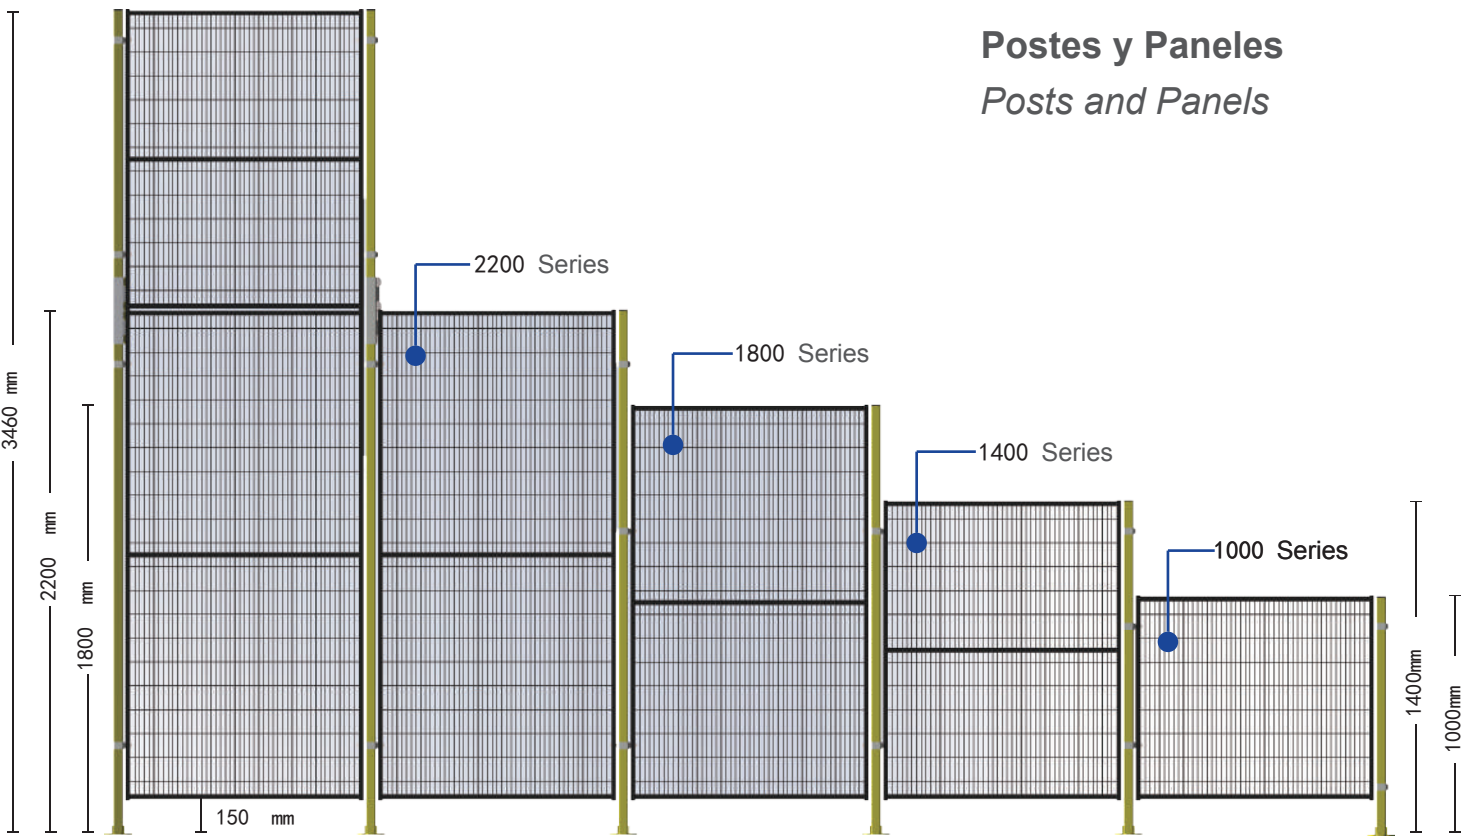 Postes y Paneles
Posts and Panels
2200 Series
1800 Series
1400 Series
1000 Series
3460 mm
2200 mm
1800 mm
150 mm
1400mm
1000mm